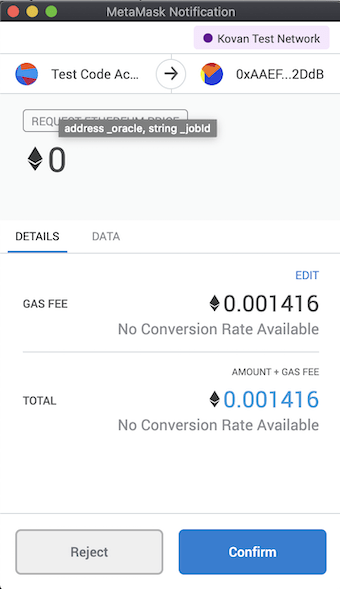 MetaMask Notification
Kovan Test Network
Test Code Ac...
0xAAEF...2DdB
REQUEST ETHEREUM PRICE
address _oracle, string _jobId
0
DETAILS
DATA
EDIT
GAS FEE
0.001416
No Conversion Rate Available
AMOUNT + GAS FEE
TOTAL
0.001416
No Conversion Rate Available
Reject
Confirm